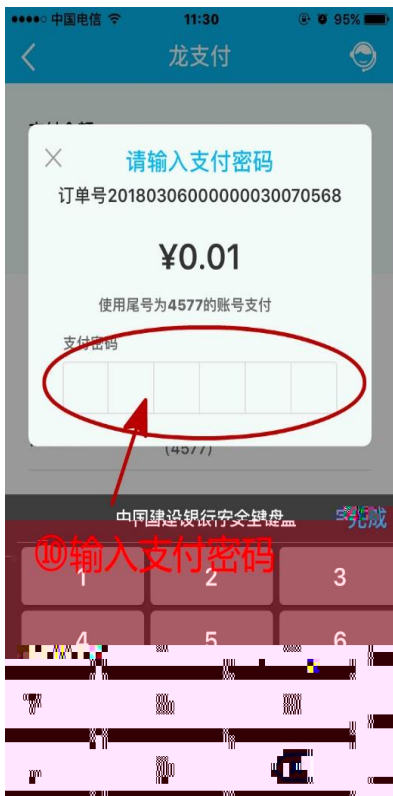 中国电信 11:30 95%
龙支付
请输入支付密码
订单号20180306000000030070568
¥0.01
使用尾号为4577的账号支付
支付密码
(4577)
中国建设银行安全键盘 完成
⑩输入支付密码
1 2 3
4 5 6